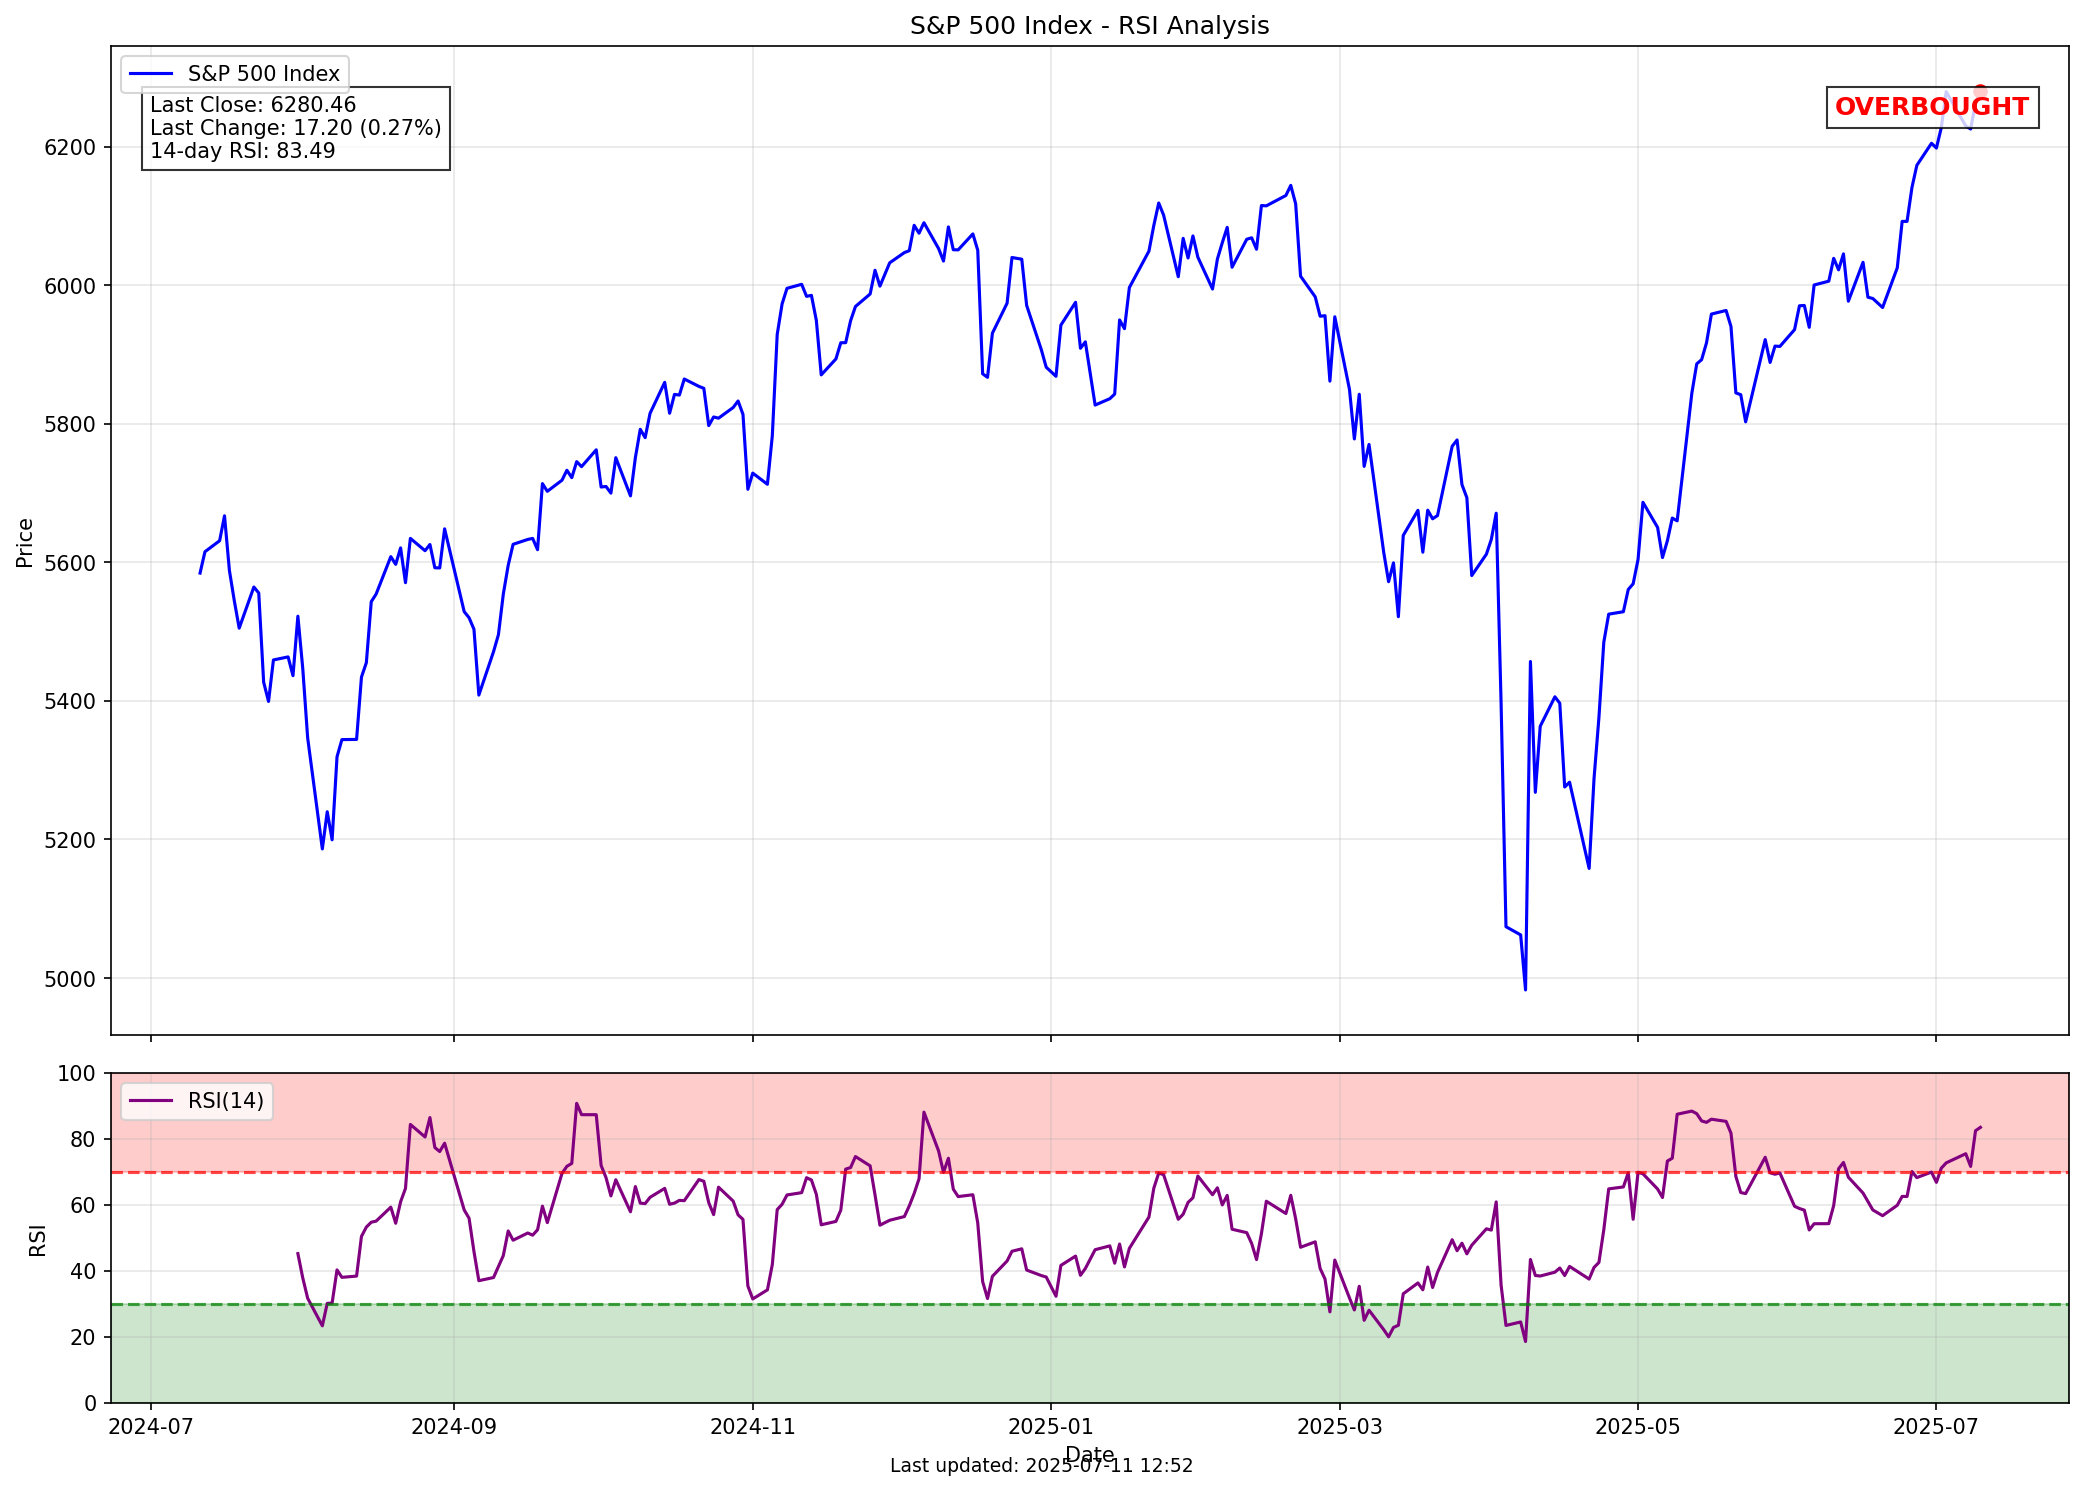 S&P 500 Index - RSI Analysis
S&P 500 Index
Last Close: 6280.46
Last Change: 17.20 (0.27%)
14-day RSI: 83.49
OVERBOUGHT
Price
6200
6000
5800
5600
5400
5200
5000
RSI(14)
RSI
100
80
60
40
20
0
2024-07
2024-09
2024-11
2025-01
2025-03
2025-05
2025-07
Date
Last updated: 2025-07-11 12:52